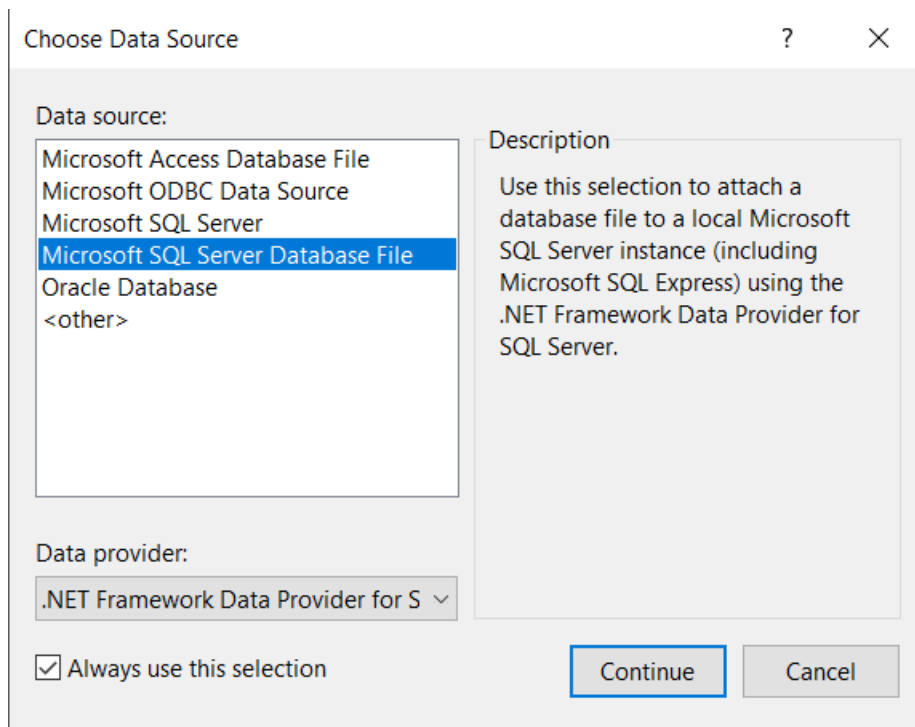 Choose Data Source
?
Data source:
Microsoft Access Database File
Microsoft ODBC Data Source
Microsoft SQL Server
Microsoft SQL Server Database File
Oracle Database
<other>
Description
Use this selection to attach a
database file to a local Microsoft
SQL Server instance (including
Microsoft SQL Express) using the
.NET Framework Data Provider for
SQL Server.
Data provider:
.NET Framework Data Provider for S
Always use this selection
Continue
Cancel